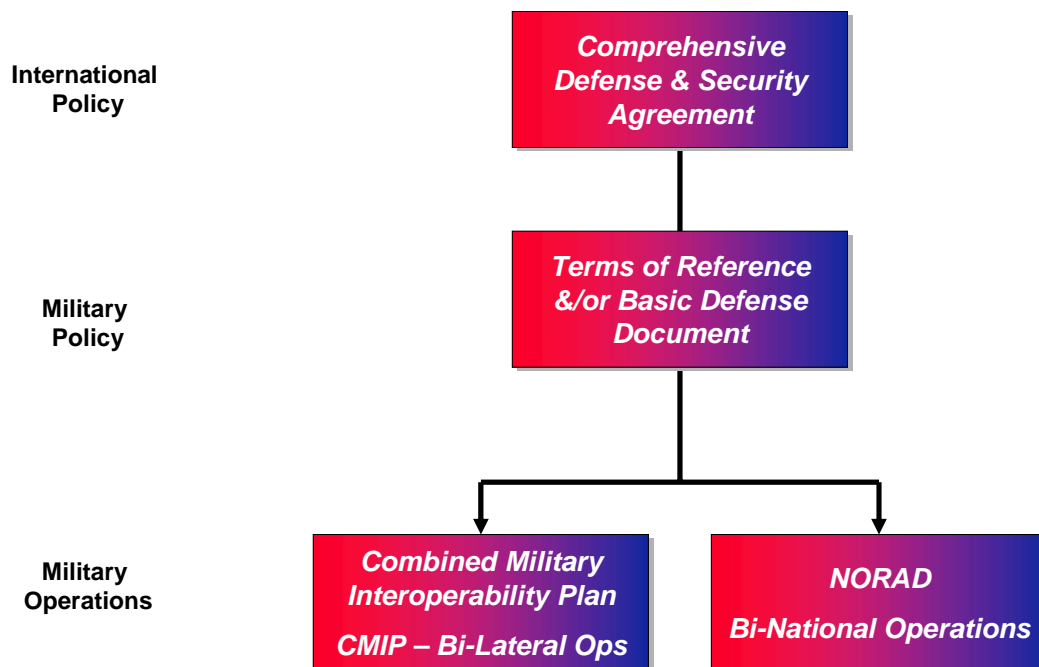 International
Policy
Comprehensive
Defense & Security
Agreement
Military
Policy
Terms of Reference
&/or Basic Defense
Document
Military
Operations
Combined Military
Interoperability Plan
CMIP – Bi-Lateral Ops
NORAD
Bi-National Operations